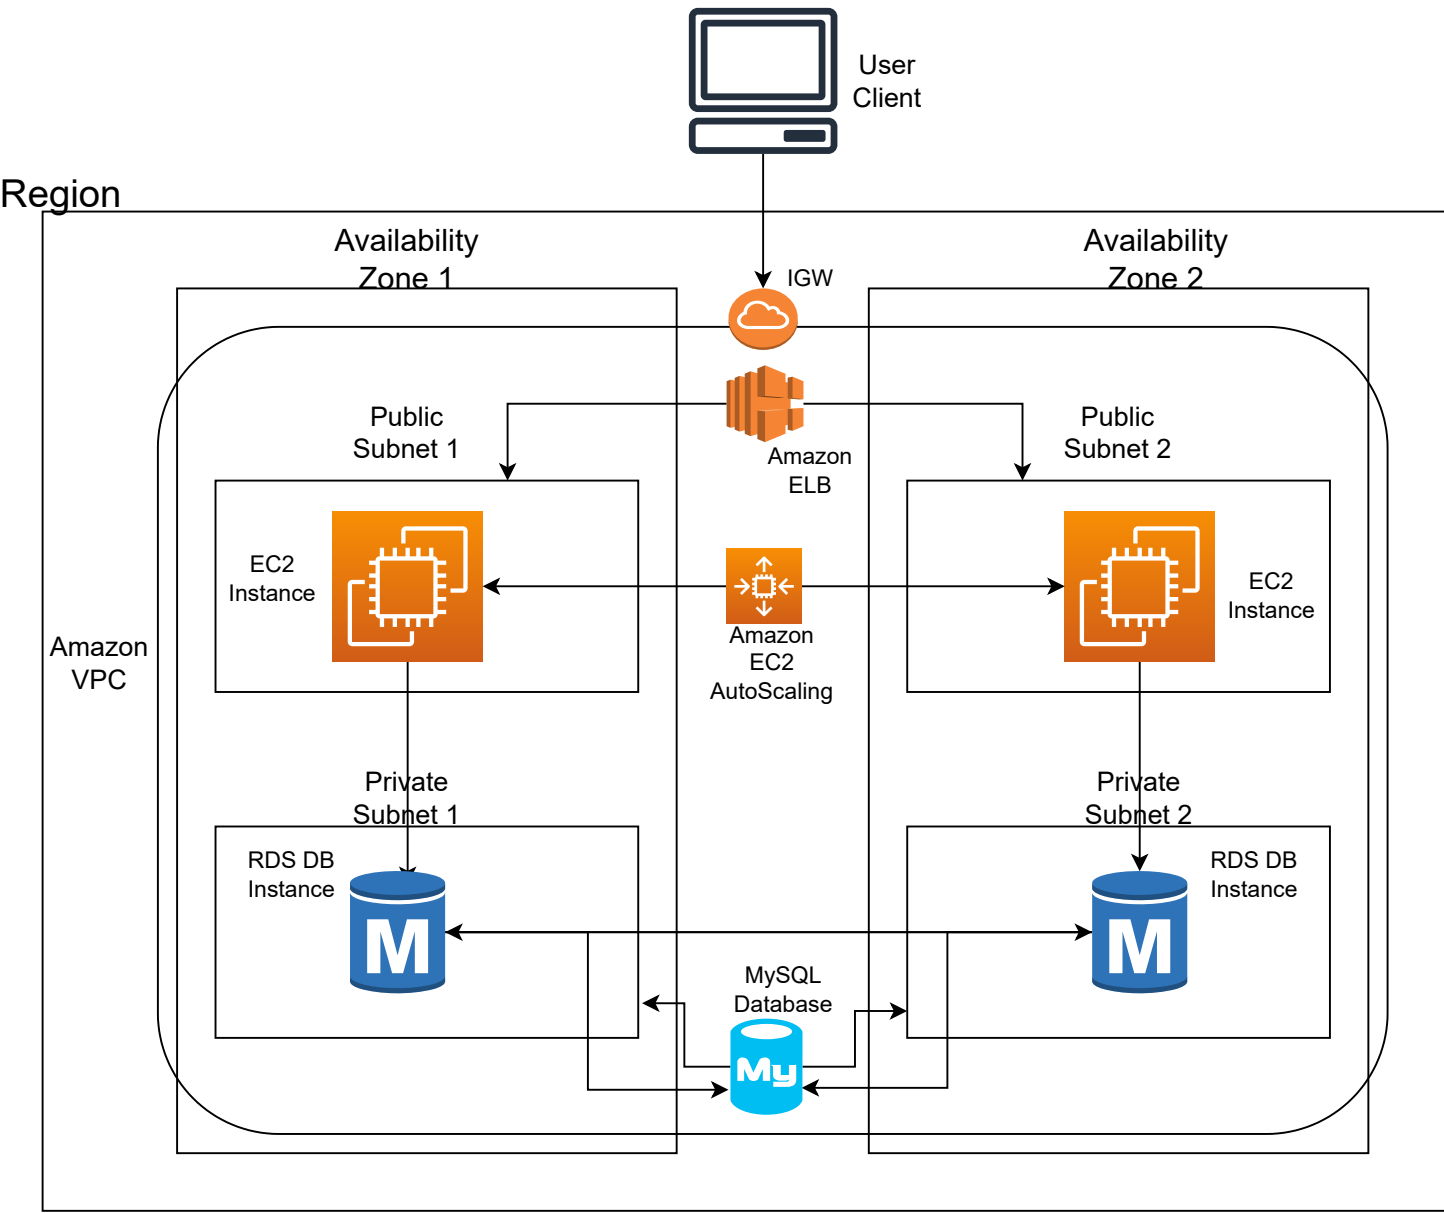 User
Client
Region
Availability
Zone 1
Availability
Zone 2
IGW
Public
Subnet 1
Public
Subnet 2
Amazon
ELB
EC2
Instance
EC2
Instance
Amazon
EC2
AutoScaling
Amazon
VPC
Private
Subnet 1
Private
Subnet 2
RDS DB
Instance
RDS DB
Instance
M
M
MySQL
Database
My